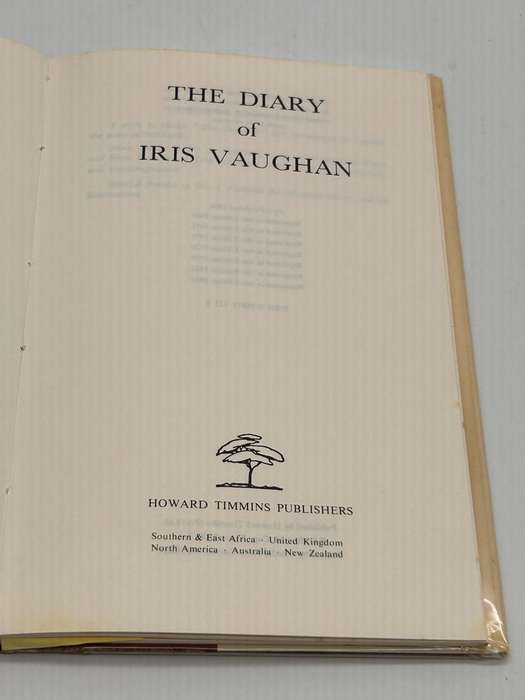 THE DIARY
of
IRIS VAUGHAN
HOWARD TIMMINS PUBLISHERS
Southern & East Africa · United Kingdom
North America · Australia · New Zealand